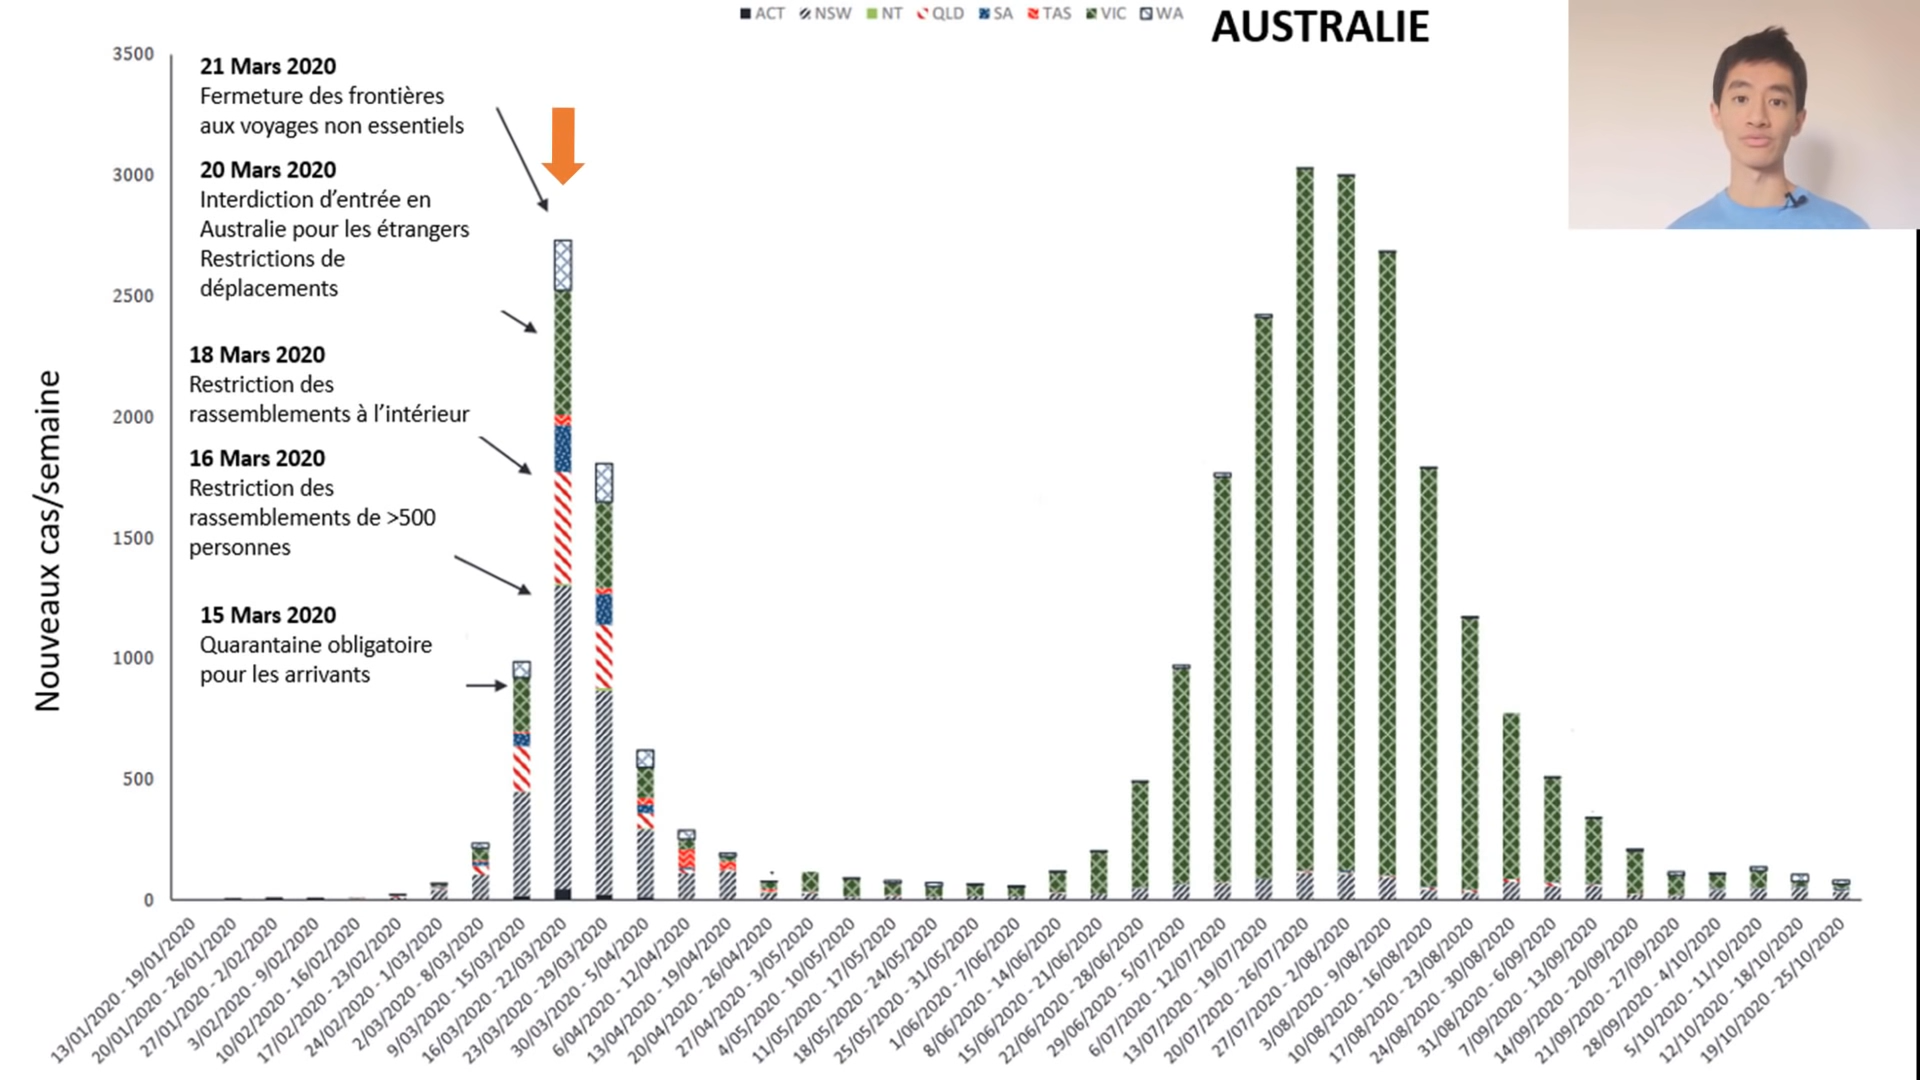 ACT NSW NT QLD SA TAS VIC WA
AUSTRALIE
Nouveaux cas/semaine
3500
3000
2500
2000
1500
1000
500
0
21 Mars 2020
Fermeture des frontières
aux voyages non essentiels
20 Mars 2020
Interdiction d’entrée en
Australie pour les étrangers
Restrictions de
déplacements
18 Mars 2020
Restriction des
rassemblements à l’intérieur
16 Mars 2020
Restriction des
rassemblements de >500
personnes
15 Mars 2020
Quarantaine obligatoire
pour les arrivants
13/01/2020 - 19/01/2020
20/01/2020 - 26/01/2020
27/01/2020 - 2/02/2020
3/02/2020 - 9/02/2020
10/02/2020 - 16/02/2020
17/02/2020 - 23/02/2020
24/02/2020 - 1/03/2020
2/03/2020 - 8/03/2020
9/03/2020 - 15/03/2020
16/03/2020 - 22/03/2020
23/03/2020 - 29/03/2020
30/03/2020 - 5/04/2020
6/04/2020 - 12/04/2020
13/04/2020 - 19/04/2020
20/04/2020 - 26/04/2020
27/04/2020 - 3/05/2020
4/05/2020 - 10/05/2020
11/05/2020 - 17/05/2020
18/05/2020 - 24/05/2020
25/05/2020 - 31/05/2020
1/06/2020 - 7/06/2020
8/06/2020 - 14/06/2020
15/06/2020 - 21/06/2020
22/06/2020 - 28/06/2020
29/06/2020 - 5/07/2020
6/07/2020 - 12/07/2020
13/07/2020 - 19/07/2020
20/07/2020 - 26/07/2020
27/07/2020 - 2/08/2020
3/08/2020 - 9/08/2020
10/08/2020 - 16/08/2020
17/08/2020 - 23/08/2020
24/08/2020 - 30/08/2020
31/08/2020 - 6/09/2020
7/09/2020 - 13/09/2020
14/09/2020 - 20/09/2020
21/09/2020 - 27/09/2020
28/09/2020 - 4/10/2020
5/10/2020 - 11/10/2020
12/10/2020 - 18/10/2020
19/10/2020 - 25/10/2020